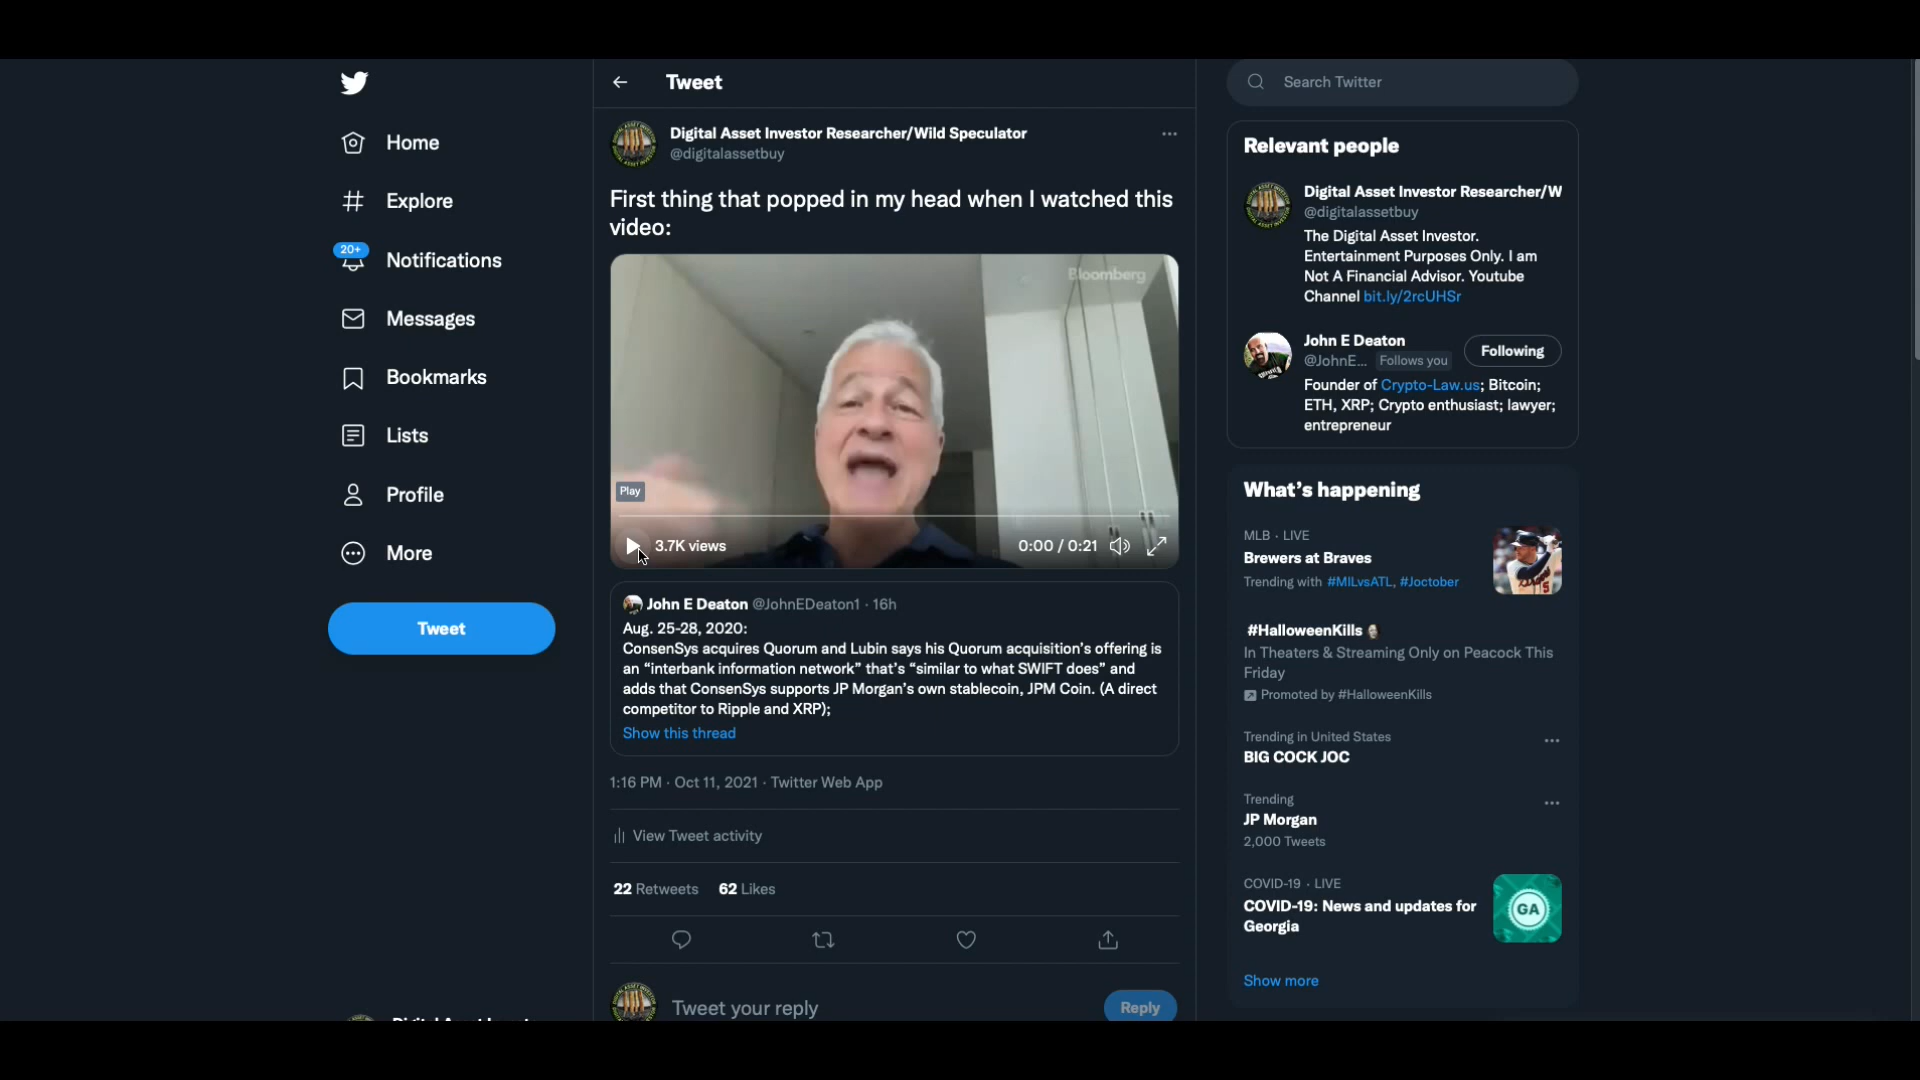 Home
Explore
20+
Notifications
Messages
Bookmarks
Lists
Profile
More
Tweet
Tweet
Digital Asset Investor Researcher/Wild Speculator
@digitalassetbuy
First thing that popped in my head when I watched this
video:
Bloomberg
Play
3.7K views
0:00 / 0:21
John E Deaton @JohnEDeaton1 · 16h
Aug. 25-28, 2020:
ConsenSys acquires Quorum and Lubin says his Quorum acquisition's offering is
an “interbank information network” that's “similar to what SWIFT does” and
adds that ConsenSys supports JP Morgan's own stablecoin, JPM Coin. (A direct
competitor to Ripple and XRP);
Show this thread
1:16 PM · Oct 11, 2021 · Twitter Web App
View Tweet activity
22 Retweets 62 Likes
Tweet your reply
Reply
Search Twitter
Relevant people
Digital Asset Investor Researcher/W
@digitalassetbuy
The Digital Asset Investor.
Entertainment Purposes Only. I am
Not A Financial Advisor. Youtube
Channel bit.ly/2rcUHSr
John E Deaton
@JohnE... Follows you
Following
Founder of Crypto-Law.us; Bitcoin;
ETH, XRP; Crypto enthusiast; lawyer;
entrepreneur
What's happening
MLB · LIVE
Brewers at Braves
Trending with #MILvsATL, #Joctober
#HalloweenKills
In Theaters & Streaming Only on Peacock This
Friday
Promoted by #HalloweenKills
Trending in United States
BIG COCK JOC
Trending
JP Morgan
2,000 Tweets
COVID-19 · LIVE
COVID-19: News and updates for
Georgia
GA
Show more